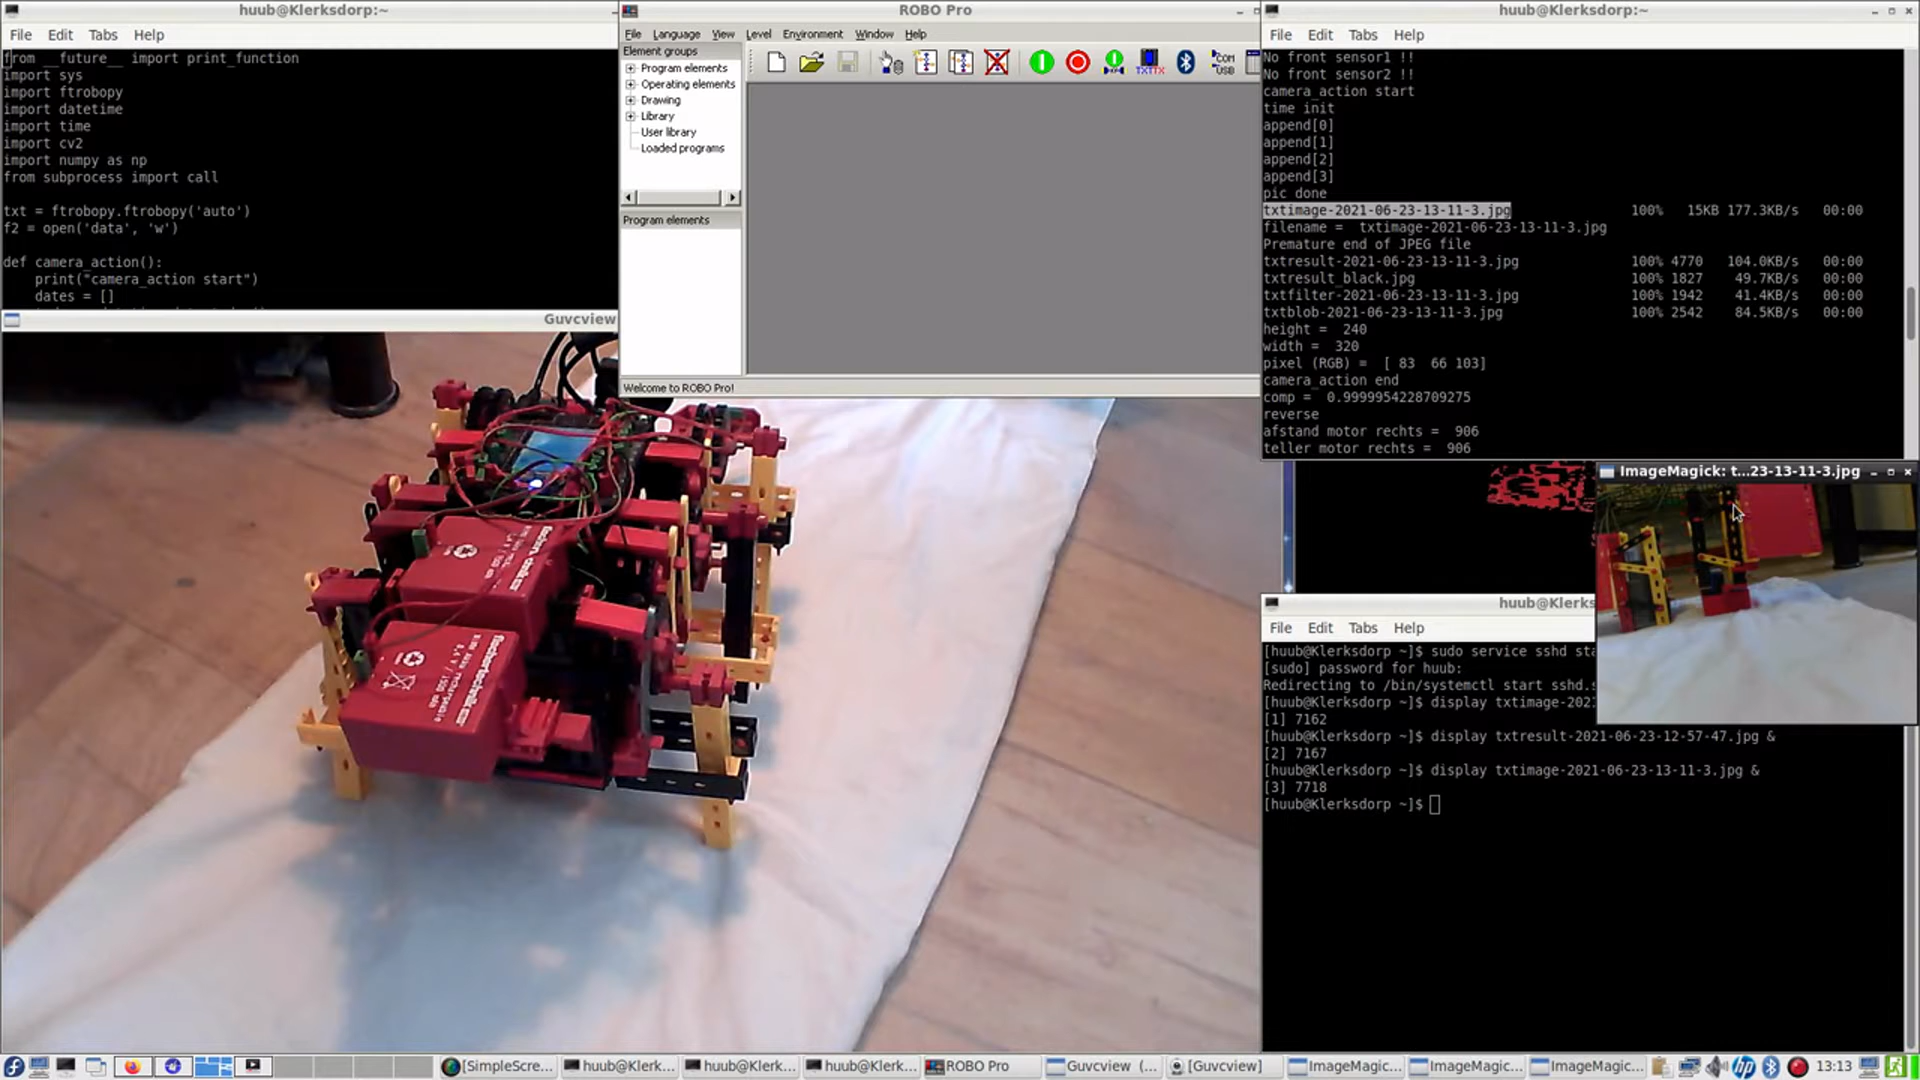 huub@Klerksdorp:~
File Edit Tabs Help
from __future__ import print_function
import sys
import ftrobopy
import datetime
import time
import cv2
import numpy as np
from subprocess import call
txt = ftrobopy.ftrobopy('auto')
f2 = open('data', 'w')
def camera_action():
print("camera_action start")
dates = []
ROBO Pro
File Language View Level Environment Window Help
Element groups
Program elements
Operating elements
Drawing
Library
User library
Loaded programs
Program elements
Welcome to ROBO Pro!
COM
USB
huub@Klerksdorp:~
File Edit Tabs Help
No front sensor1 !!
No front sensor2 !!
camera_action start
time init
append[0]
append[1]
append[2]
append[3]
pic done
txtimage-2021-06-23-13-11-3.jpg 100% 15KB 177.3KB/s 00:00
filename = txtimage-2021-06-23-13-11-3.jpg
Premature end of JPEG file
txtresult-2021-06-23-13-11-3.jpg 100% 4770 104.0KB/s 00:00
txtresult_black.jpg 100% 1827 49.7KB/s 00:00
txtfilter-2021-06-23-13-11-3.jpg 100% 1942 41.4KB/s 00:00
txtblob-2021-06-23-13-11-3.jpg 100% 2542 84.5KB/s 00:00
height = 240
width = 320
pixel (RGB) = [ 83 66 103]
camera_action end
comp = 0.9999954228709275
reverse
afstand motor rechts = 906
teller motor rechts = 906
Guvcview
ImageMagick: t...23-13-11-3.jpg
huub@Klerks
File Edit Tabs Help
[huub@Klerksdorp ~]$ sudo service sshd sta
[sudo] password for huub:
Redirecting to /bin/systemctl start sshd.s
[huub@Klerksdorp ~]$ display txtimage-202
[1] 7162
[huub@Klerksdorp ~]$ display txtresult-2021-06-23-12-57-47.jpg &
[2] 7167
[huub@Klerksdorp ~]$ display txtimage-2021-06-23-13-11-3.jpg &
[3] 7718
[huub@Klerksdorp ~]$
[SimpleScre... huub@Klerk... huub@Klerk... huub@Klerk... ROBO Pro Guvcview (... [Guvcview] ImageMagic... ImageMagic... ImageMagic... 13:13